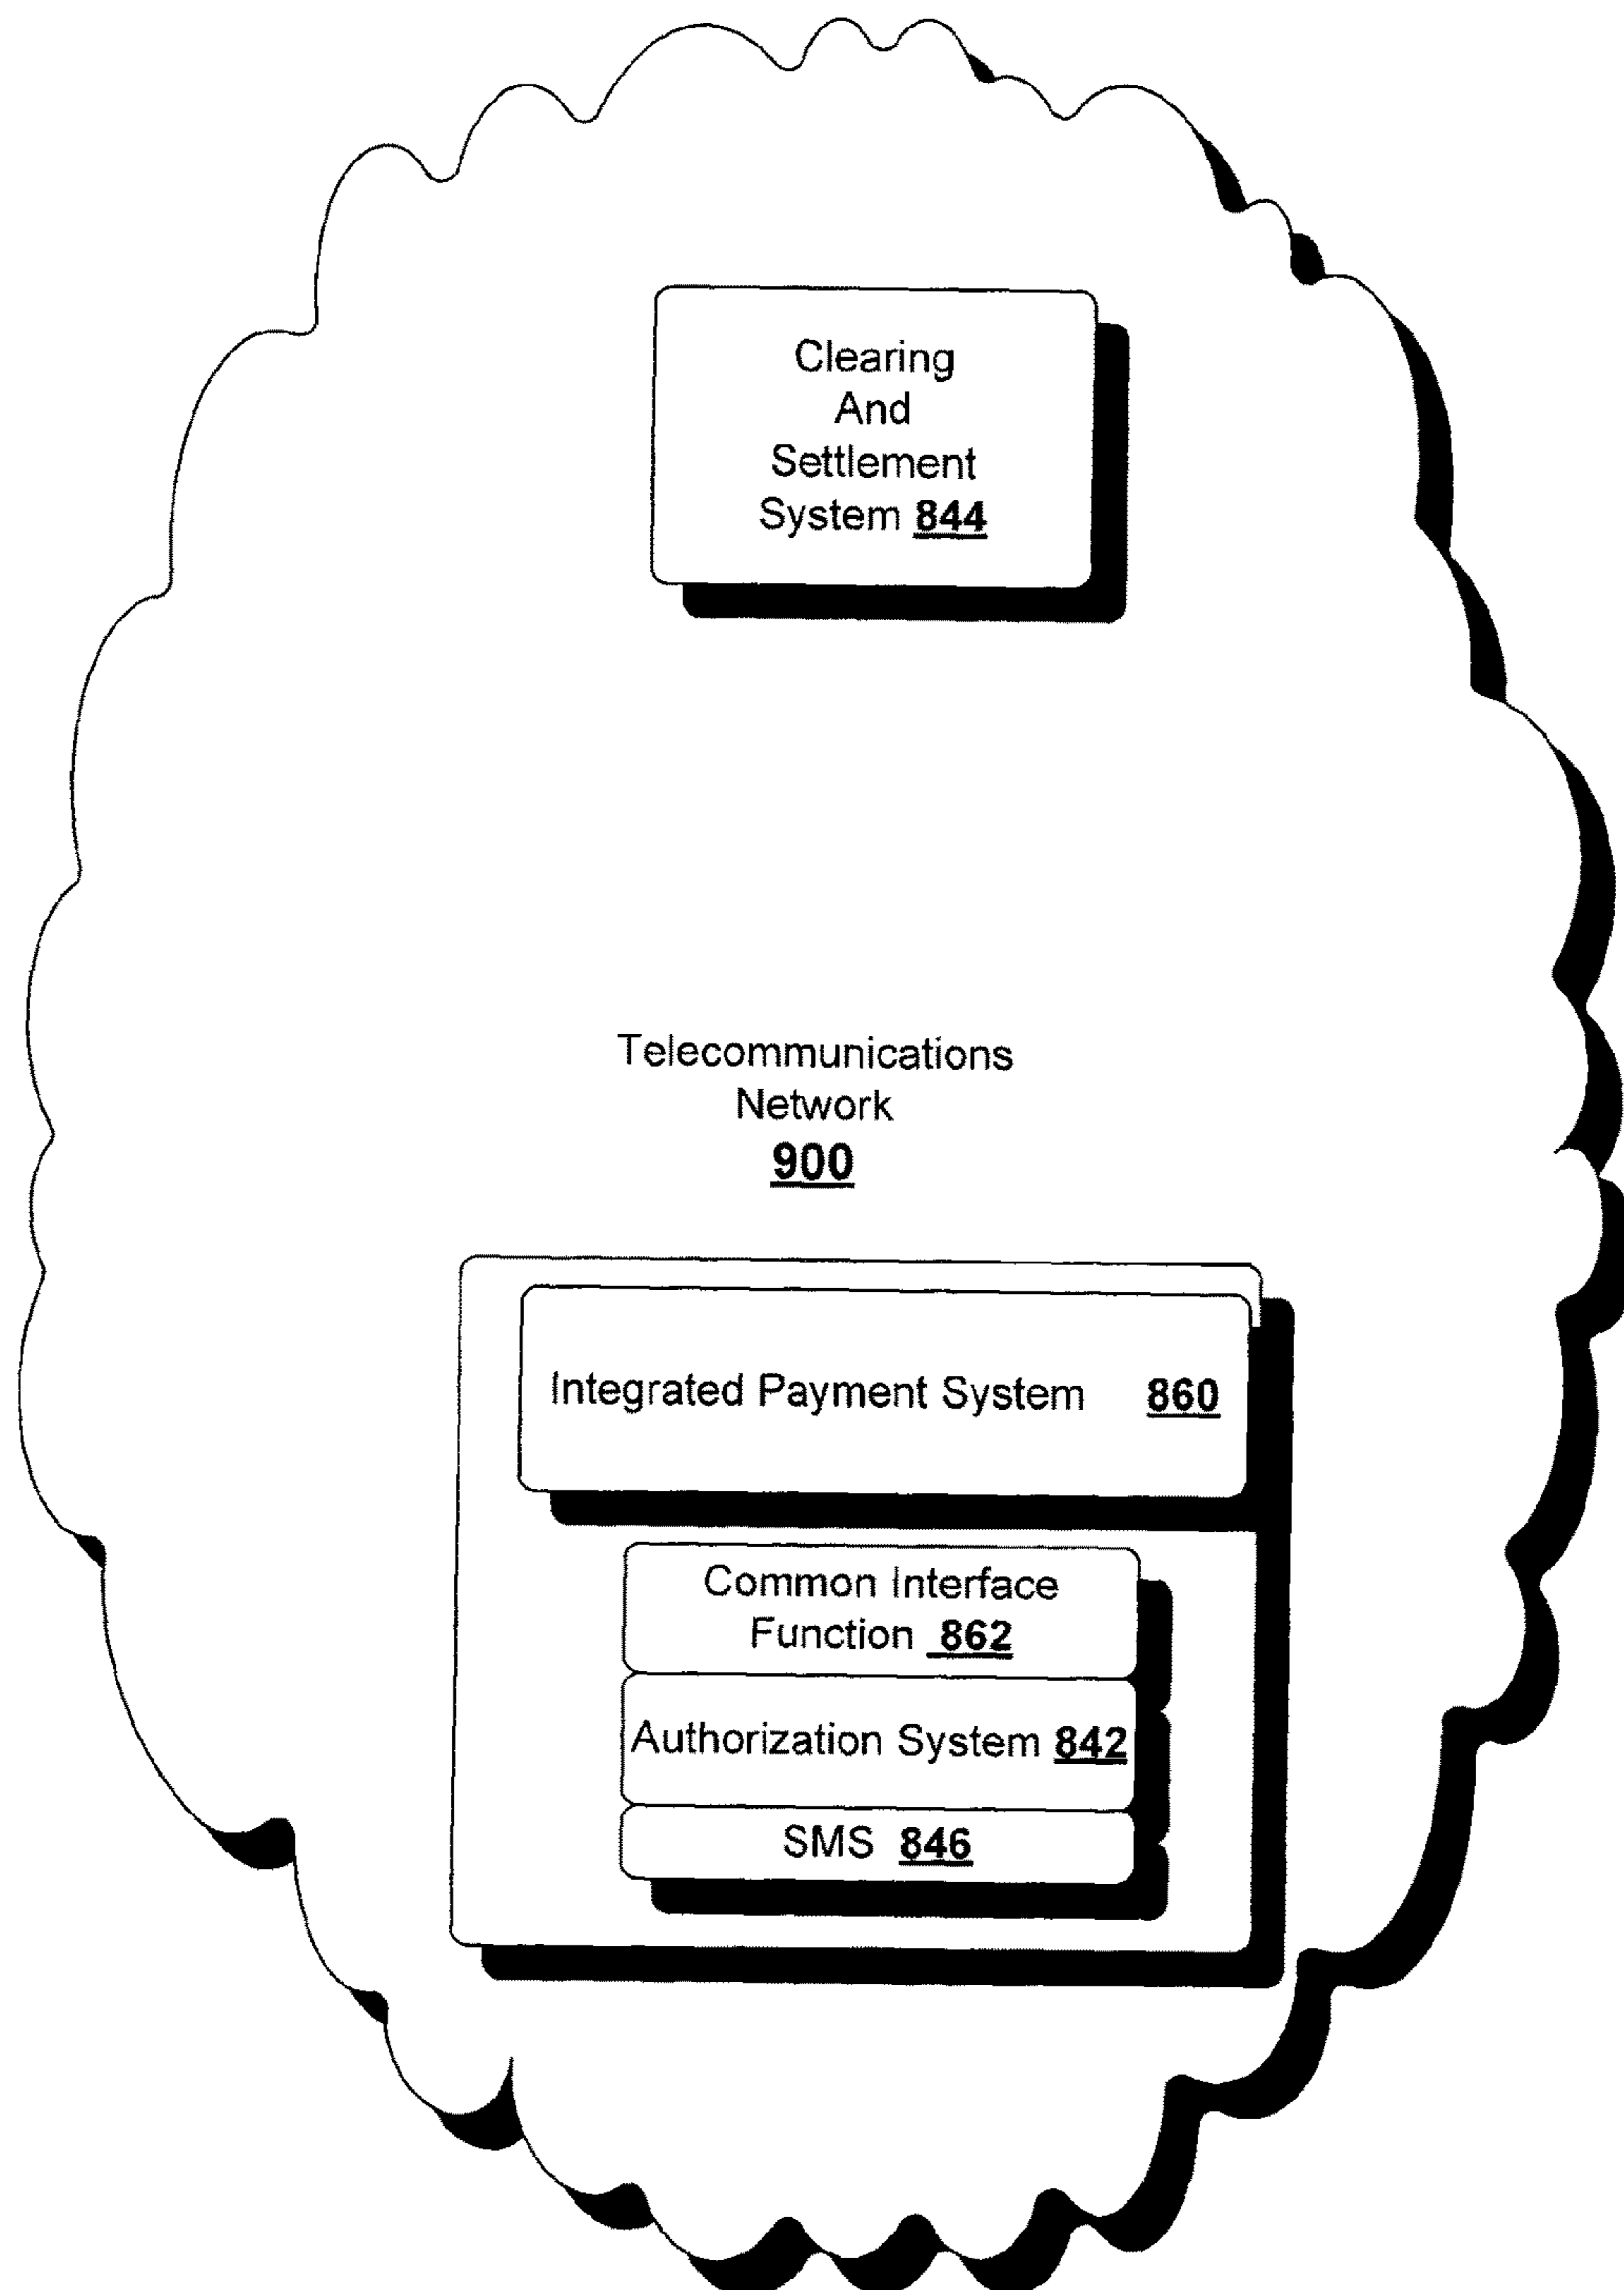 Clearing
And
Settlement
System 844
Telecommunications
Network
900
Integrated Payment System 860
Common Interface
Function 862
Authorization System 842
SMS 846